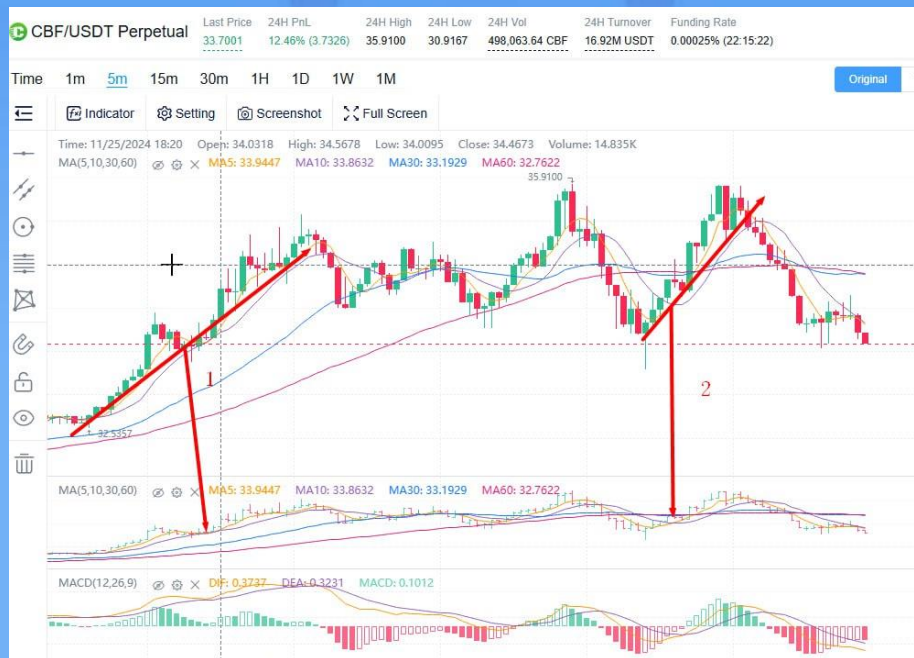 CBF/USDT Perpetual
Last Price 24H PnL 24H High 24H Low 24H Vol 24H Turnover Funding Rate
33.7001 12.46% (3.7326) 35.9100 30.9167 498,063.64 CBF 16.92M USDT 0.00025% (22:15:22)
Time 1m 5m 15m 30m 1H 1D 1W 1M
Original
Indicator Setting Screenshot Full Screen
Time: 11/25/2024 18:20 Open: 34.0318 High: 34.5678 Low: 34.0095 Close: 34.4673 Volume: 14.835K
MA(5,10,30,60) MA5: 33.9447 MA10: 33.8632 MA30: 33.1929 MA60: 32.7622
35.9100
1
2
32.5357
MA(5,10,30,60) MA5: 33.9447 MA10: 33.8632 MA30: 33.1929 MA60: 32.7622
MACD(12,26,9) DIF: 0.3737 DEA: 0.3231 MACD: 0.1012